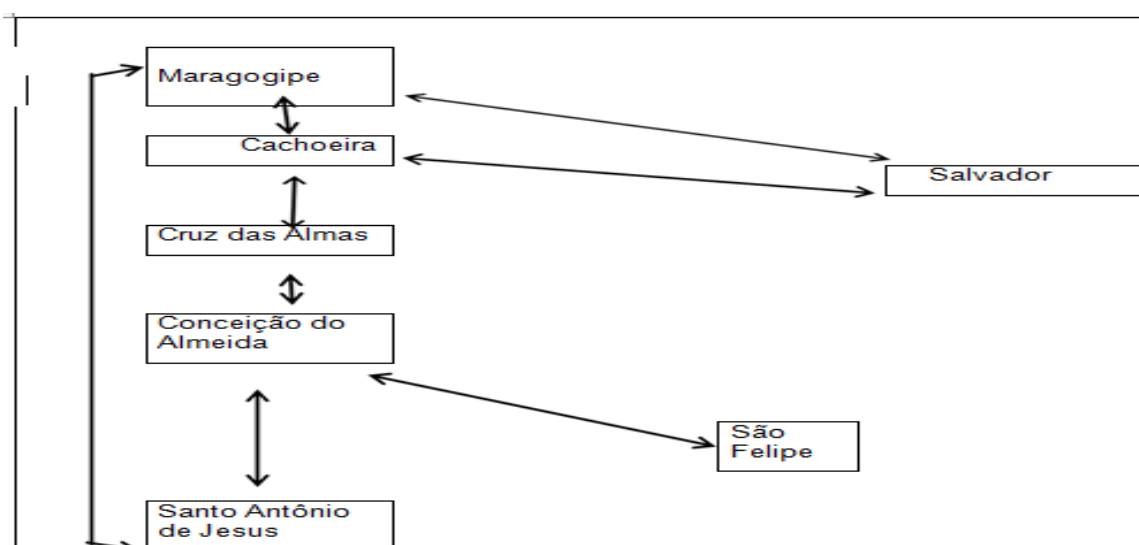 Maragogipe
Cachoeira
Salvador
Cruz das Almas
Conceição do
Almeida
São
Felipe
Santo Antônio
de Jesus